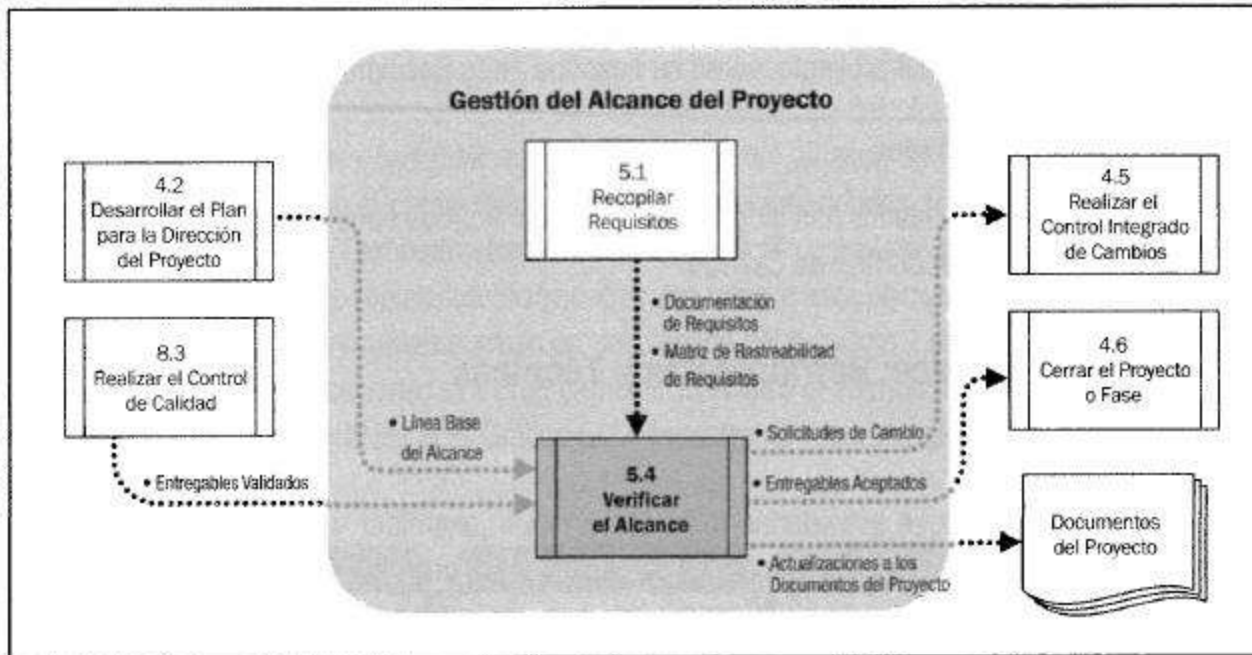 Gestión del Alcance del Proyecto
4.2
Desarrollar el Plan
para la Dirección
del Proyecto
8.3
Realizar el Control
de Calidad
5.1
Recopilar
Requisitos
• Documentación
de Requisitos
• Matriz de Rastreabilidad
de Requisitos
• Línea Base
del Alcance
• Entregables Validados
5.4
Verificar
el Alcance
• Solicitudes de Cambio
• Entregables Aceptados
• Actualizaciones a los
Documentos del Proyecto
4.5
Realizar el
Control Integrado
de Cambios
4.6
Cerrar el Proyecto
o Fase
Documentos
del Proyecto